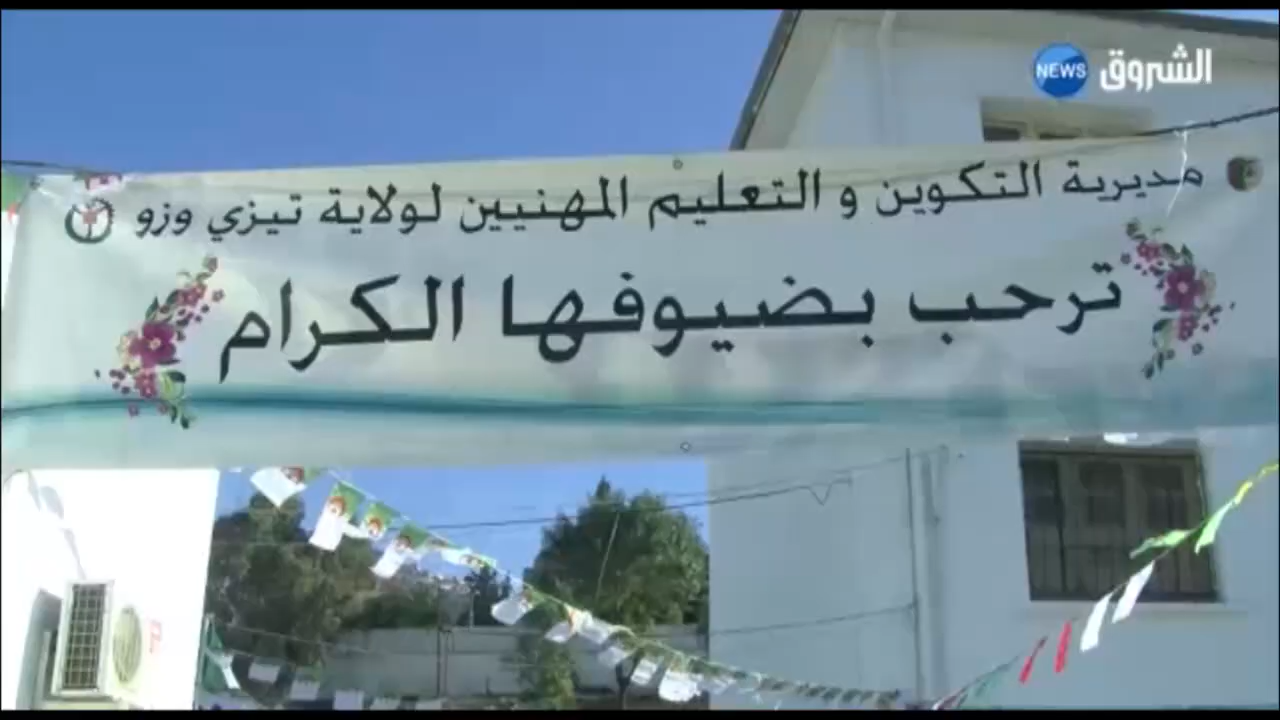 NEWS الشروق
مديرية التكوين و التعليم المهنيين لولاية تيزي وزو
ترحب بضيوفها الكرام